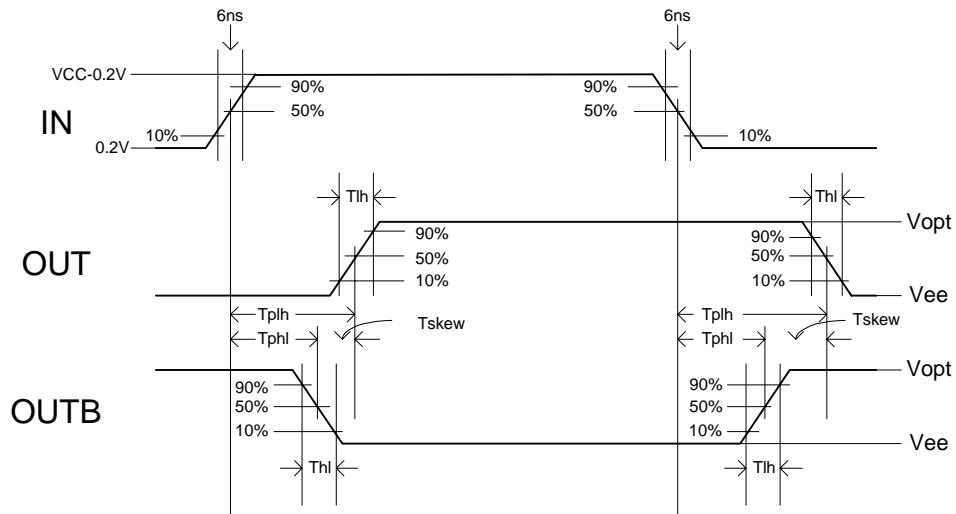 6ns
6ns
VCC-0.2V
90%
90%
IN
50%
50%
10%
10%
0.2V
Tlh
Thl
Vopt
90%
90%
OUT
50%
50%
10%
10%
Vee
Tplh
Tplh
Tskew
Tskew
Tphl
Tphl
Vopt
90%
90%
OUTB
50%
50%
10%
10%
Vee
Thl
Tlh